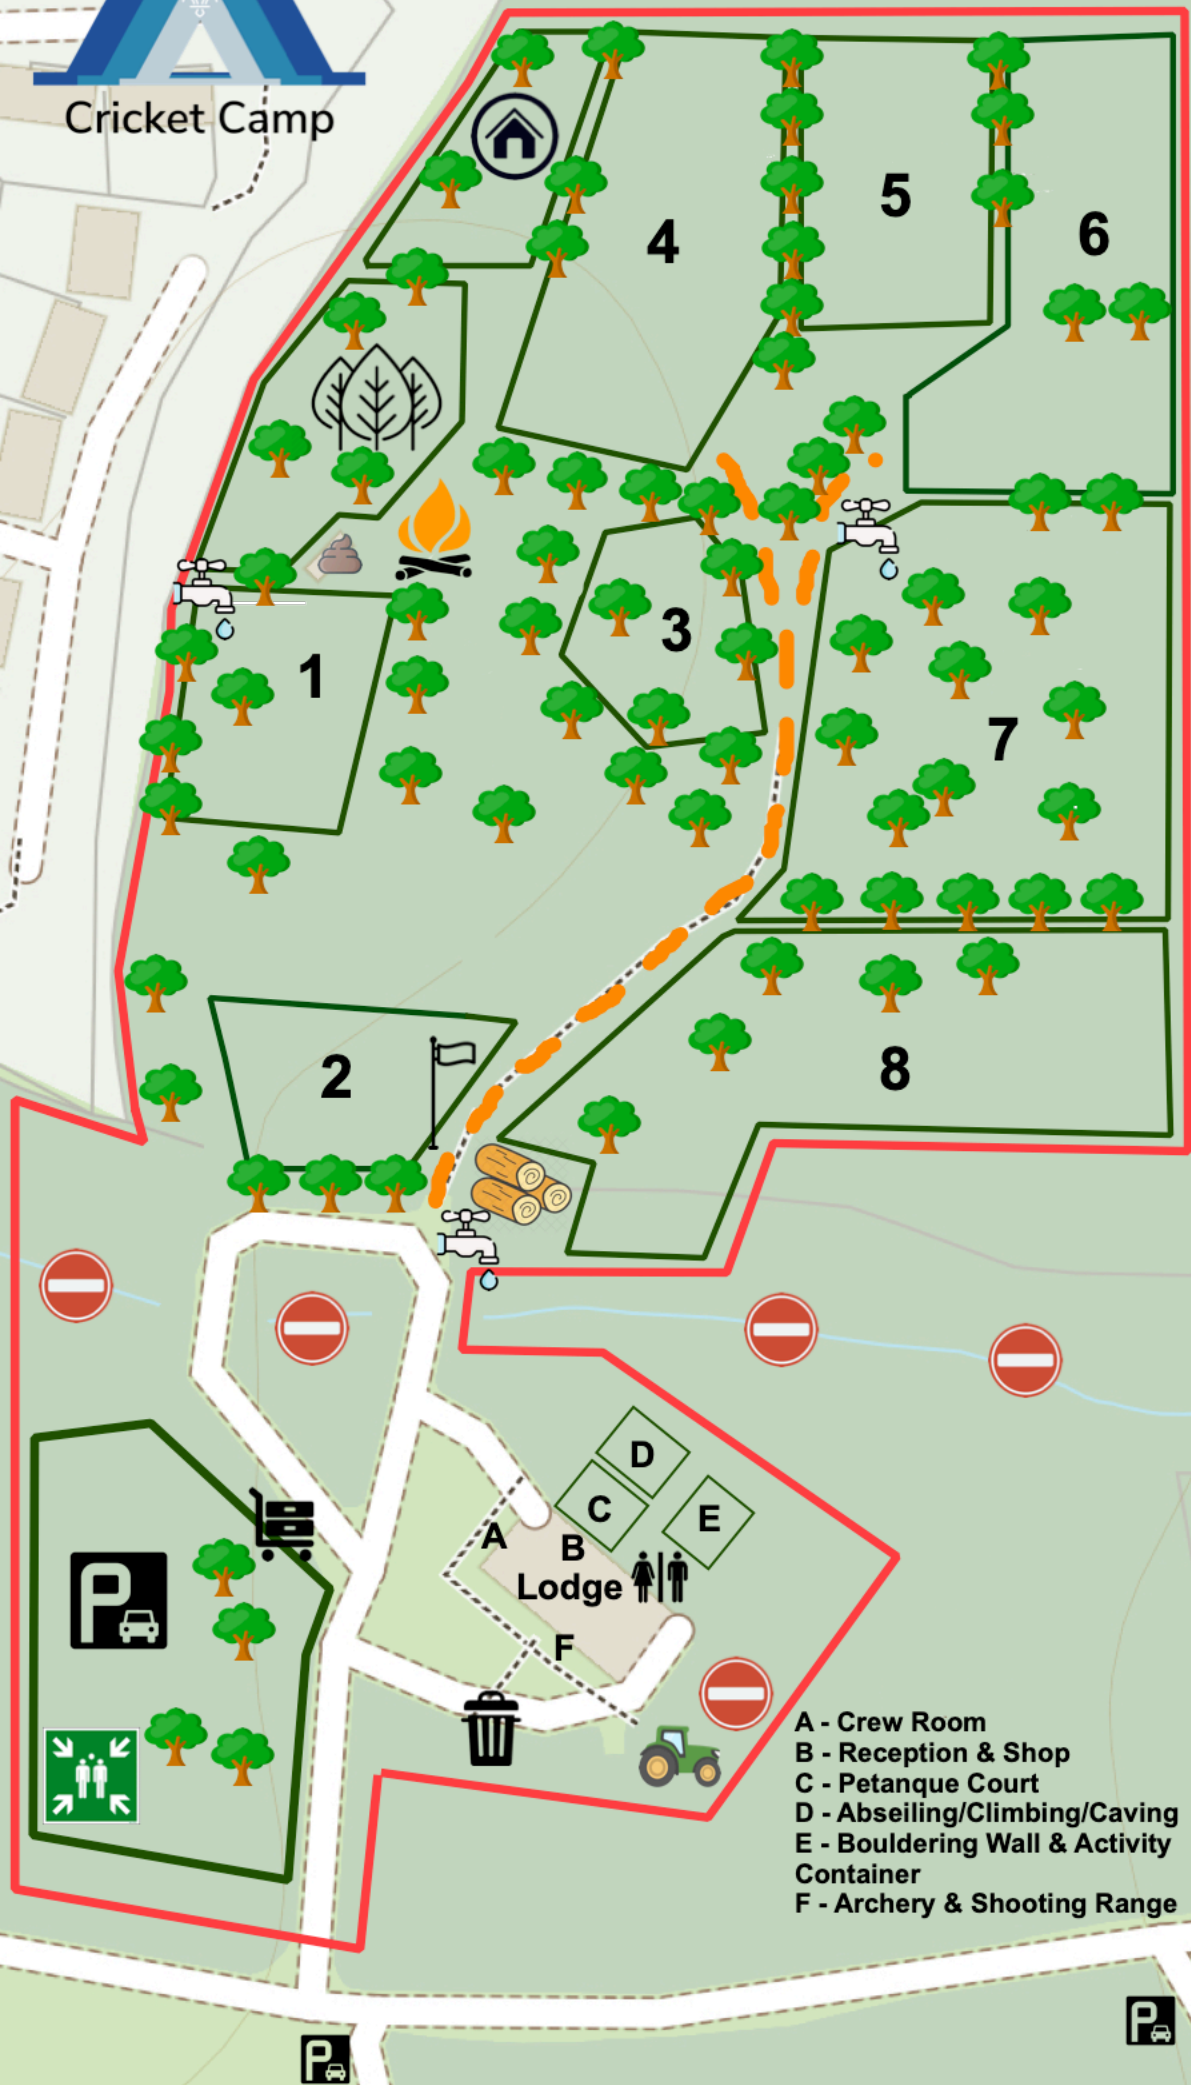 Cricket Camp
5
6
4
3
1
7
2
8
D
C
E
A
B
Lodge
F
P
A - Crew Room
B - Reception & Shop
C - Petanque Court
D - Abseiling/Climbing/Caving
E - Bouldering Wall & Activity
Container
F - Archery & Shooting Range
P
P